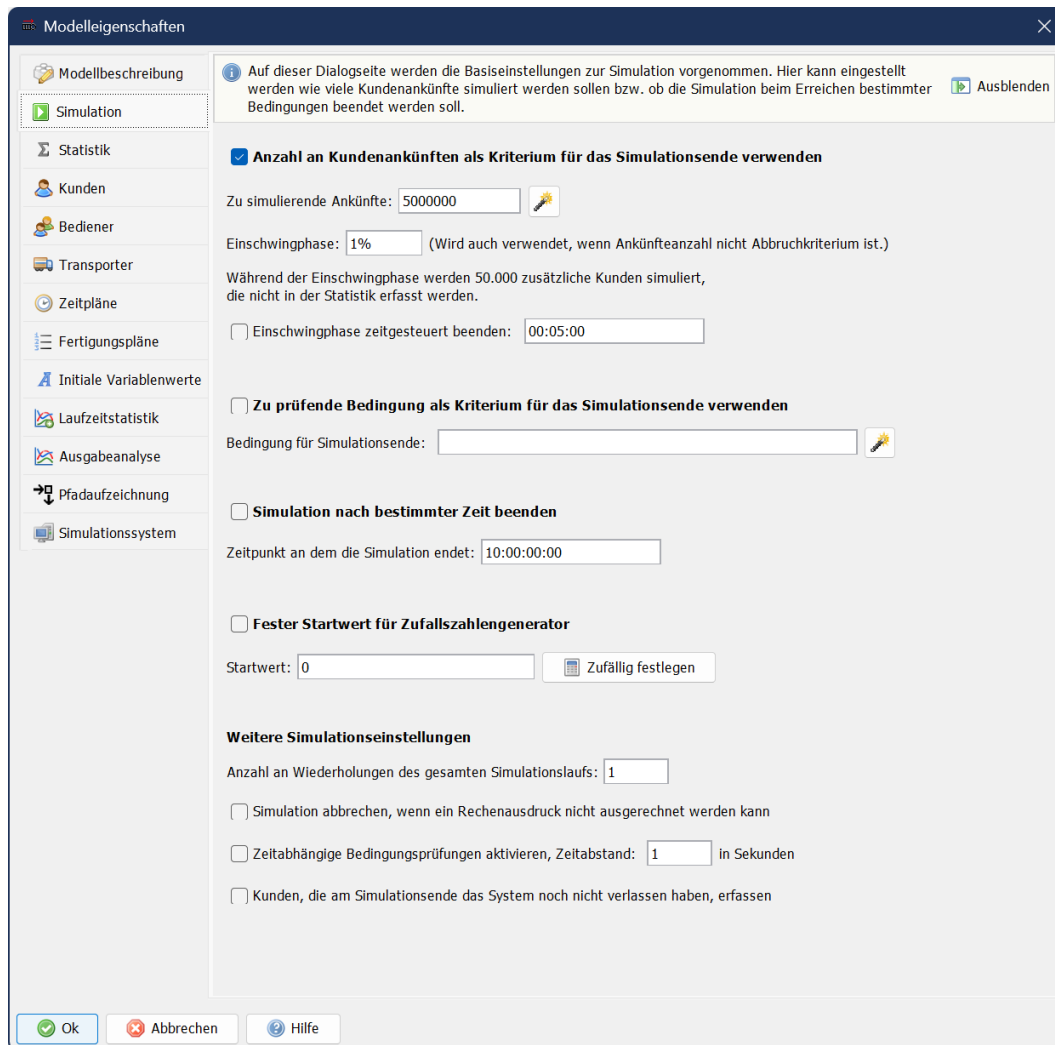 Modelleigenschaften
Modellbeschreibung
Simulation
Statistik
Kunden
Bediener
Transporter
Zeitpläne
Fertigungspläne
Initiale Variablenwerte
Laufzeitstatistik
Ausgabeanalyse
Pfadaufzeichnung
Simulationssystem
Auf dieser Dialogseite werden die Basiseinstellungen zur Simulation vorgenommen. Hier kann eingestellt
werden wie viele Kundenankünfte simuliert werden sollen bzw. ob die Simulation beim Erreichen bestimmter
Bedingungen beendet werden soll.
Ausblenden
Anzahl an Kundenankünften als Kriterium für das Simulationsende verwenden
Zu simulierende Ankünfte: 5000000
Einschwingphase: 1% (Wird auch verwendet, wenn Ankünfteanzahl nicht Abbruchkriterium ist.)
Während der Einschwingphase werden 50.000 zusätzliche Kunden simuliert,
die nicht in der Statistik erfasst werden.
Einschwingphase zeitgesteuert beenden: 00:05:00
Zu prüfende Bedingung als Kriterium für das Simulationsende verwenden
Bedingung für Simulationsende:
Simulation nach bestimmter Zeit beenden
Zeitpunkt an dem die Simulation endet: 10:00:00:00
Fester Startwert für Zufallszahlengenerator
Startwert: 0 Zufällig festlegen
Weitere Simulationseinstellungen
Anzahl an Wiederholungen des gesamten Simulationslaufs: 1
Simulation abbrechen, wenn ein Rechenausdruck nicht ausgerechnet werden kann
Zeitabhängige Bedingungsprüfungen aktivieren, Zeitabstand: 1 in Sekunden
Kunden, die am Simulationsende das System noch nicht verlassen haben, erfassen
Ok Abbrechen Hilfe